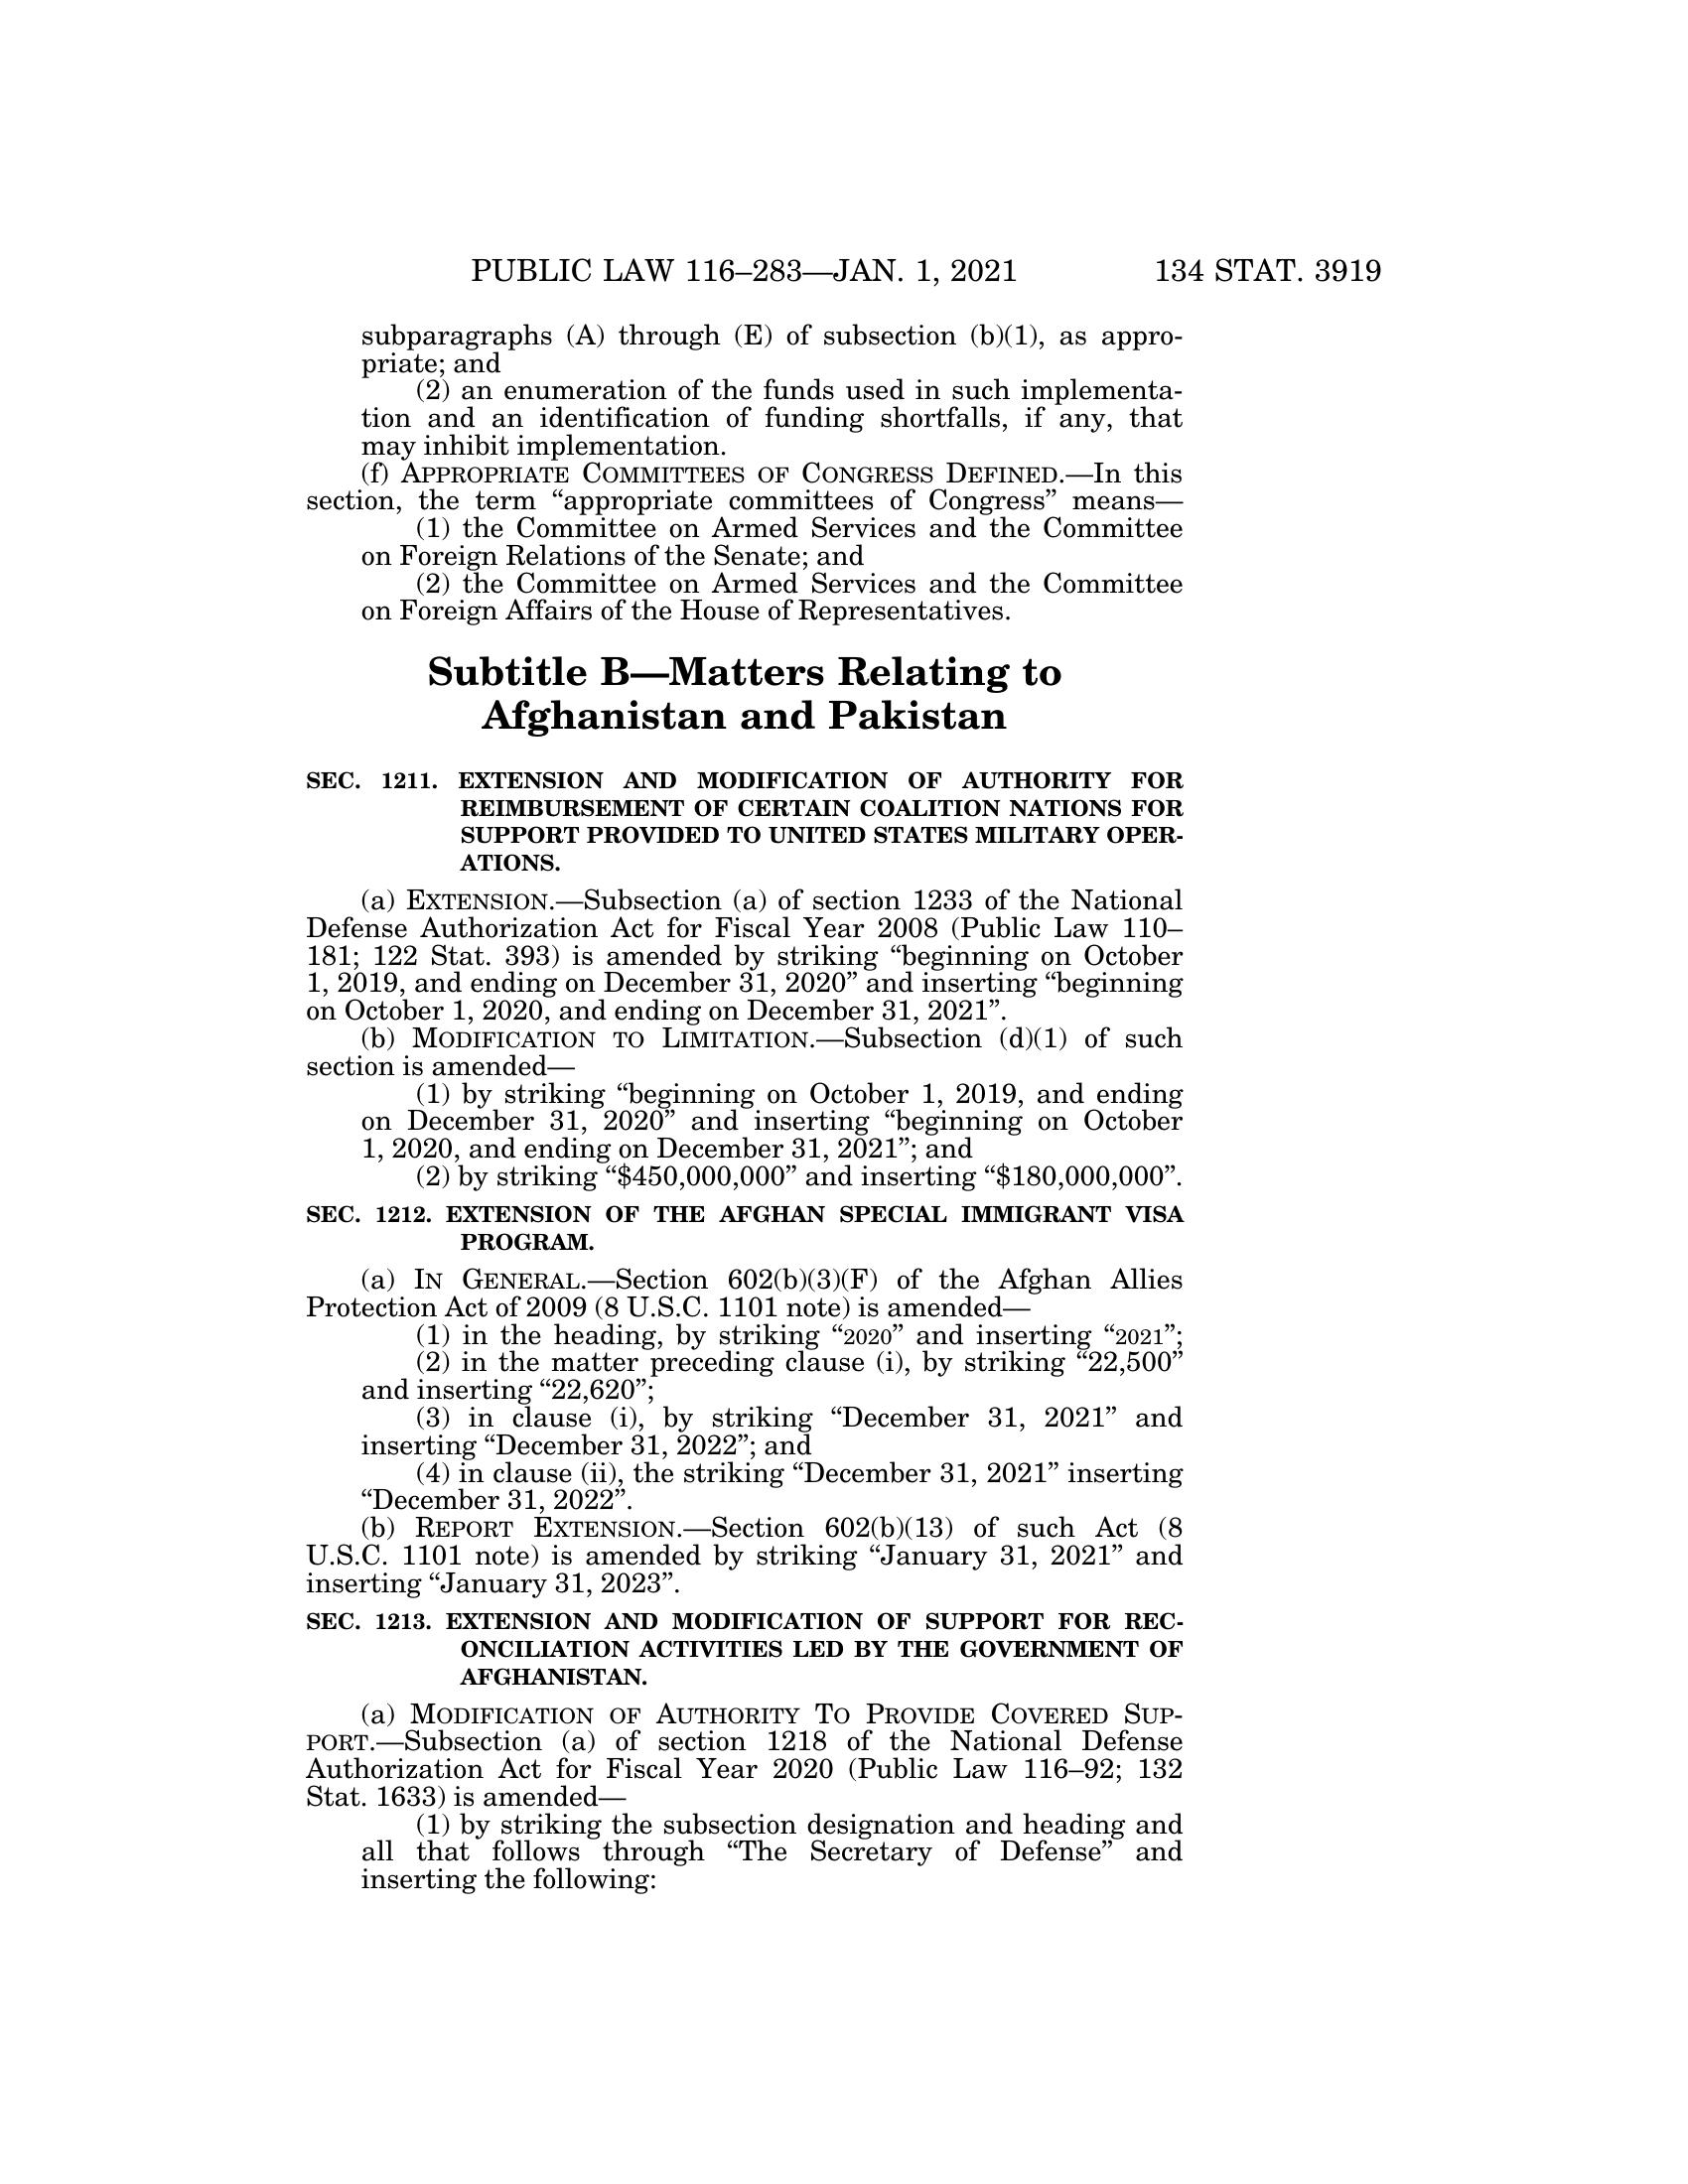 PUBLIC LAW 116–283—JAN. 1, 2021 134 STAT. 3919
subparagraphs (A) through (E) of subsection (b)(1), as appro-
priate; and
(2) an enumeration of the funds used in such implementa-
tion and an identification of funding shortfalls, if any, that
may inhibit implementation.
(f) APPROPRIATE COMMITTEES OF CONGRESS DEFINED.—In this
section, the term “appropriate committees of Congress” means—
(1) the Committee on Armed Services and the Committee
on Foreign Relations of the Senate; and
(2) the Committee on Armed Services and the Committee
on Foreign Affairs of the House of Representatives.
Subtitle B—Matters Relating to
Afghanistan and Pakistan
SEC. 1211. EXTENSION AND MODIFICATION OF AUTHORITY FOR
REIMBURSEMENT OF CERTAIN COALITION NATIONS FOR
SUPPORT PROVIDED TO UNITED STATES MILITARY OPER-
ATIONS.
(a) EXTENSION.—Subsection (a) of section 1233 of the National
Defense Authorization Act for Fiscal Year 2008 (Public Law 110–
181; 122 Stat. 393) is amended by striking “beginning on October
1, 2019, and ending on December 31, 2020” and inserting “beginning
on October 1, 2020, and ending on December 31, 2021”.
(b) MODIFICATION TO LIMITATION.—Subsection (d)(1) of such
section is amended—
(1) by striking “beginning on October 1, 2019, and ending
on December 31, 2020” and inserting “beginning on October
1, 2020, and ending on December 31, 2021”; and
(2) by striking “$450,000,000” and inserting “$180,000,000”.
SEC. 1212. EXTENSION OF THE AFGHAN SPECIAL IMMIGRANT VISA
PROGRAM.
(a) IN GENERAL.—Section 602(b)(3)(F) of the Afghan Allies
Protection Act of 2009 (8 U.S.C. 1101 note) is amended—
(1) in the heading, by striking “2020” and inserting “2021”;
(2) in the matter preceding clause (i), by striking “22,500”
and inserting “22,620”;
(3) in clause (i), by striking “December 31, 2021” and
inserting “December 31, 2022”; and
(4) in clause (ii), the striking “December 31, 2021” inserting
“December 31, 2022”.
(b) REPORT EXTENSION.—Section 602(b)(13) of such Act (8
U.S.C. 1101 note) is amended by striking “January 31, 2021” and
inserting “January 31, 2023”.
SEC. 1213. EXTENSION AND MODIFICATION OF SUPPORT FOR REC-
ONCILIATION ACTIVITIES LED BY THE GOVERNMENT OF
AFGHANISTAN.
(a) MODIFICATION OF AUTHORITY TO PROVIDE COVERED SUP-
PORT.—Subsection (a) of section 1218 of the National Defense
Authorization Act for Fiscal Year 2020 (Public Law 116–92; 132
Stat. 1633) is amended—
(1) by striking the subsection designation and heading and
all that follows through “The Secretary of Defense” and
inserting the following: